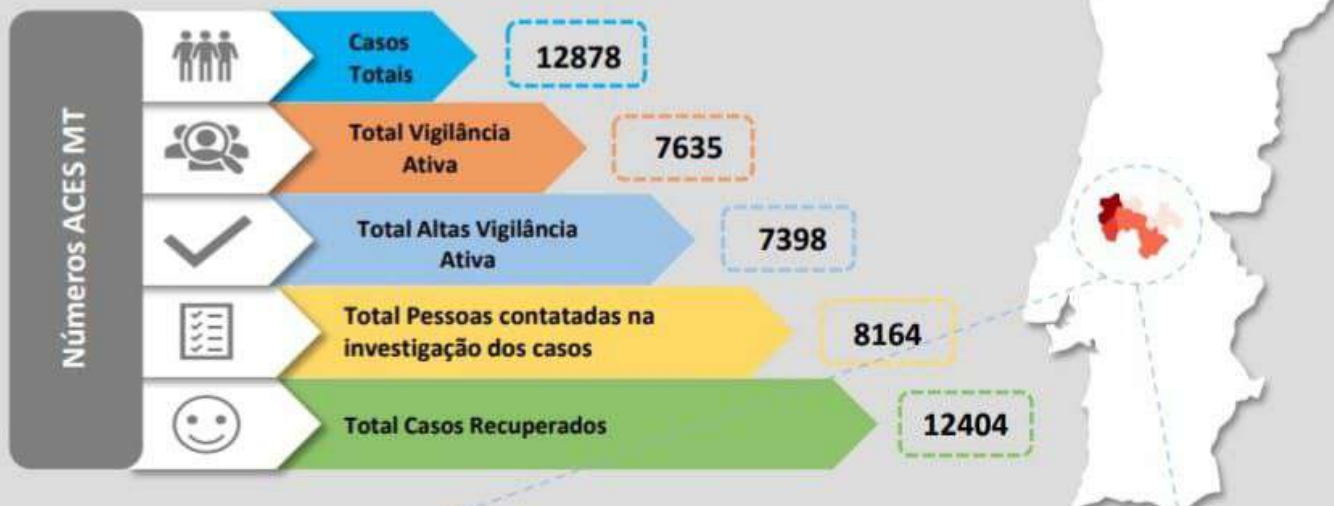 Números ACES MT
Casos
Totais
12878
Total Vigilância
Ativa
7635
Total Altas Vigilância
Ativa
7398
Total Pessoas contatadas na
investigação dos casos
8164
Total Casos Recuperados
12404